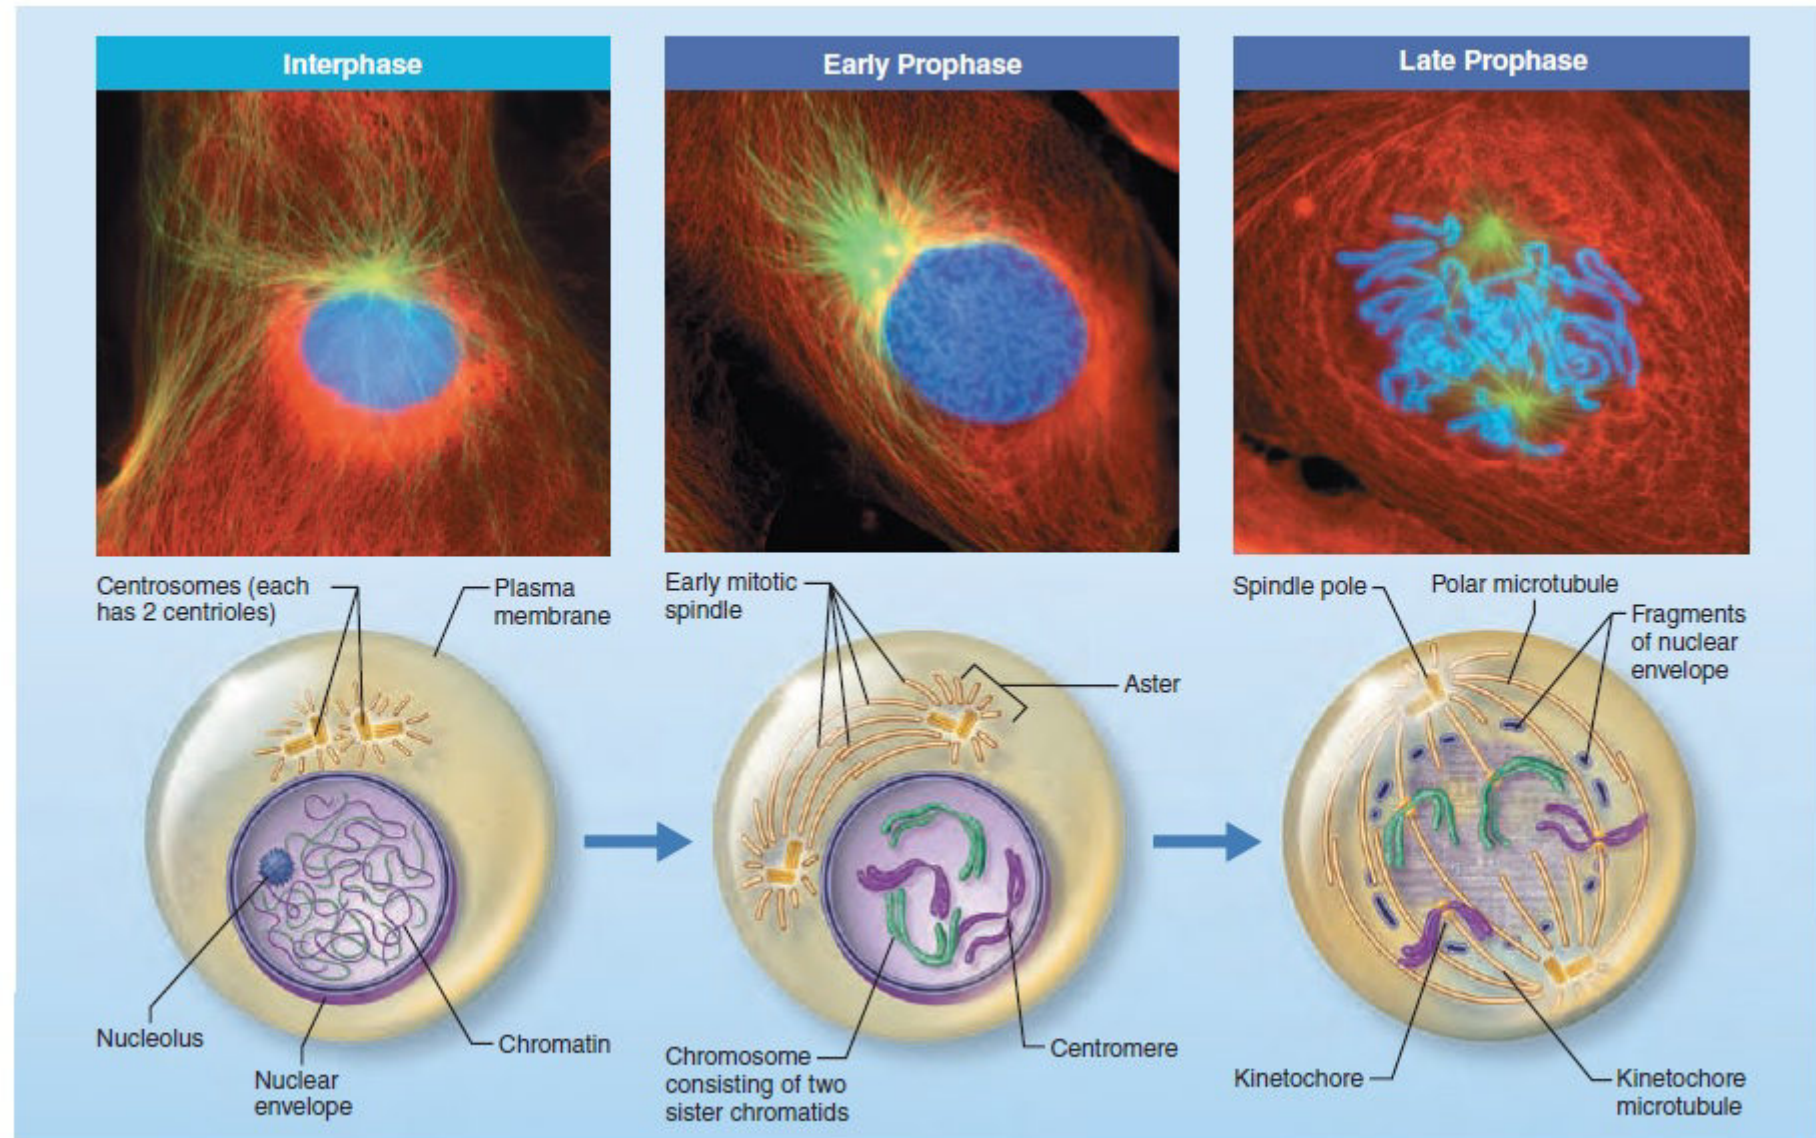 Interphase
Early Prophase
Late Prophase
Centrosomes (each
has 2 centrioles)
Plasma
membrane
Early mitotic
spindle
Aster
Spindle pole
Polar microtubule
Fragments
of nuclear
envelope
Nucleolus
Nuclear
envelope
Chromatin
Chromosome
consisting of two
sister chromatids
Centromere
Kinetochore
Kinetochore
microtubule